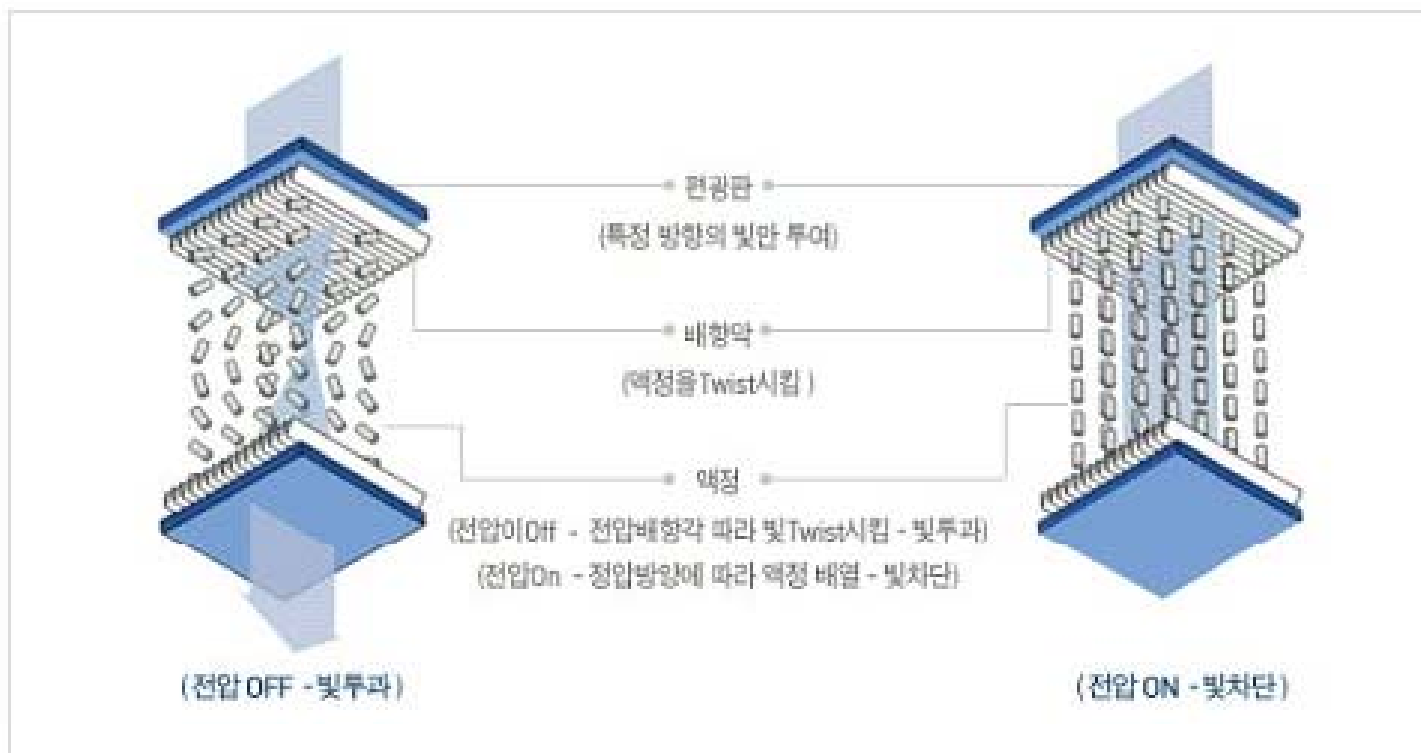 편광판
(특정 방향의 빛만 투여)
배향막
(액정을Twist시킴 )
액정
(전압이Off - 전압배향각 따라 빛Twist시킴 - 빛투과)
(전압On - 정압방양에 따라 액정 배열 - 빛차단)
(전압 OFF - 빛투과)
(전압 ON - 빛차단)